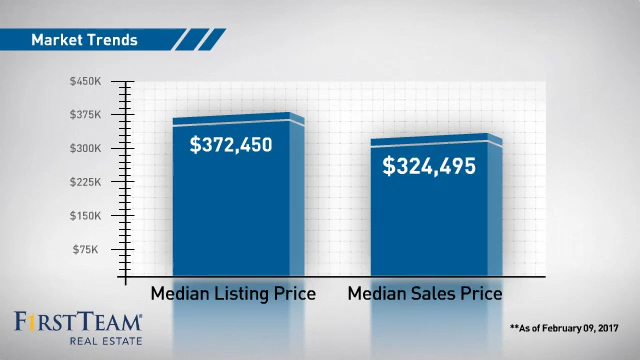 Market Trends
$450K
$375K
$300K
$225K
$150K
$75K
$372,450
$324,495
Median Listing Price
Median Sales Price
FIRSTTEAM®
REAL ESTATE
**As of February 09, 2017